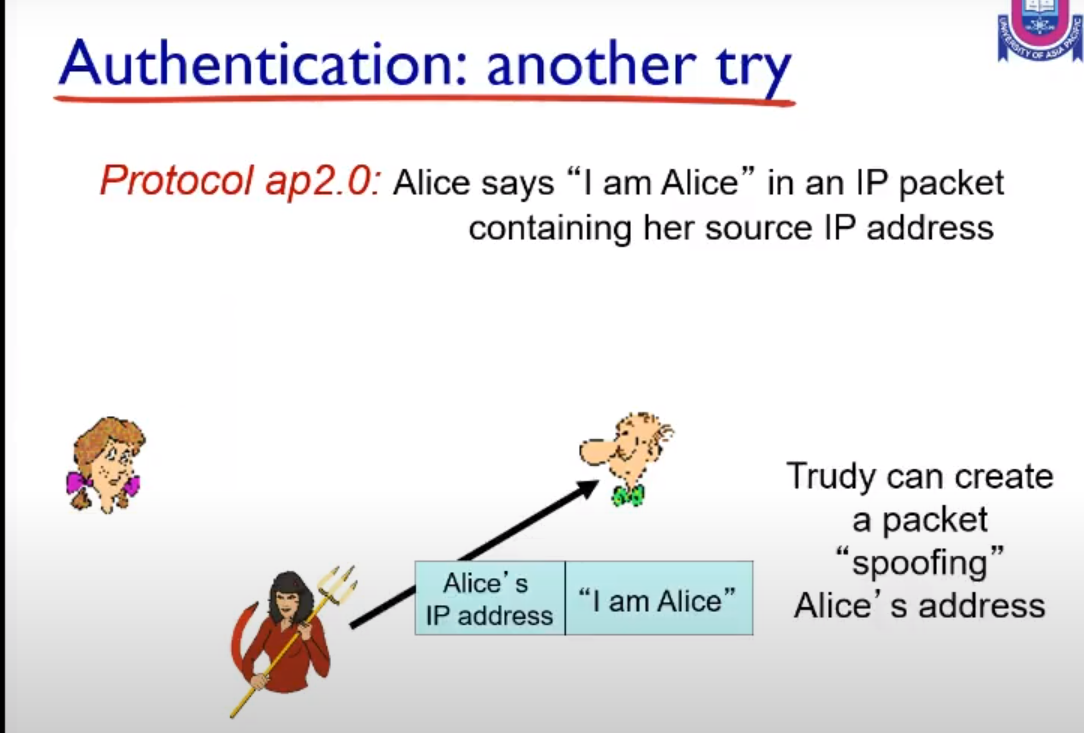 UNIVERSITY OF ASIA PACIFIC
Authentication: another try
Protocol ap2.0: Alice says “I am Alice” in an IP packet
containing her source IP address
Trudy can create
a packet
“spoofing”
Alice’s address
Alice’s
IP address
“I am Alice”